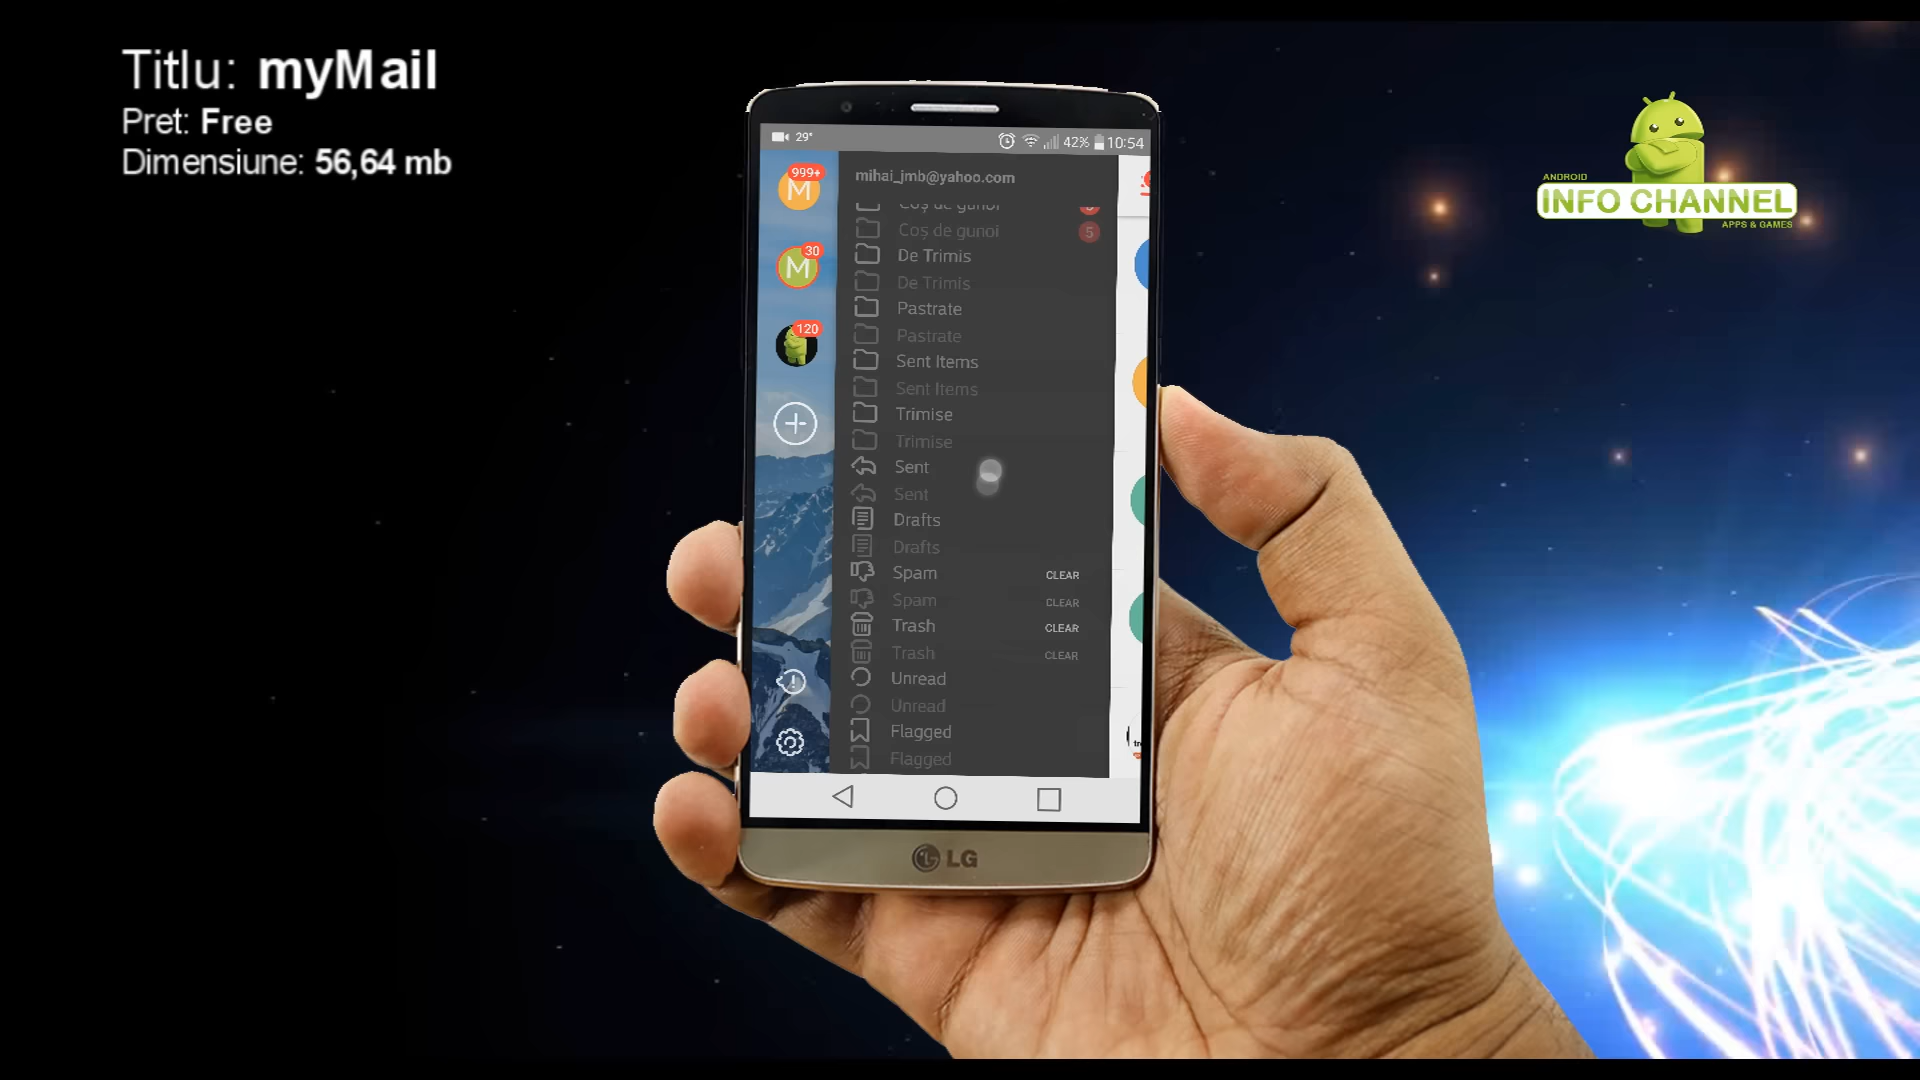 Titlu: myMail
Pret: Free
Dimensiune: 56,64 mb
ANDROID
INFO CHANNEL
APPS & GAMES
29°
42%
10:54
999+
M
30
M
120
mihai_jmb@yahoo.com
Coș de gunoi
Coș de gunoi 5
De Trimis
De Trimis
Pastrate
Pastrate
Sent Items
Sent Items
Trimise
Trimise
Sent
Sent
Drafts
Drafts
Spam CLEAR
Spam CLEAR
Trash CLEAR
Trash CLEAR
Unread
Unread
Flagged
Flagged
LG